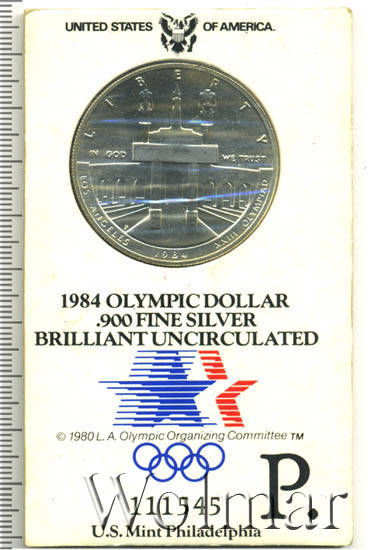 UNITED STATES OF AMERICA.
LIBERTY
IN GOD WE TRUST
LOS ANGELES 1984 XXIII OLYMPIAD
1984 OLYMPIC DOLLAR
.900 FINE SILVER
BRILLIANT UNCIRCULATED
© 1980 L.A. Olympic Organizing Committee TM
P.
111545
Wolmar
U.S. Mint Philadelphia